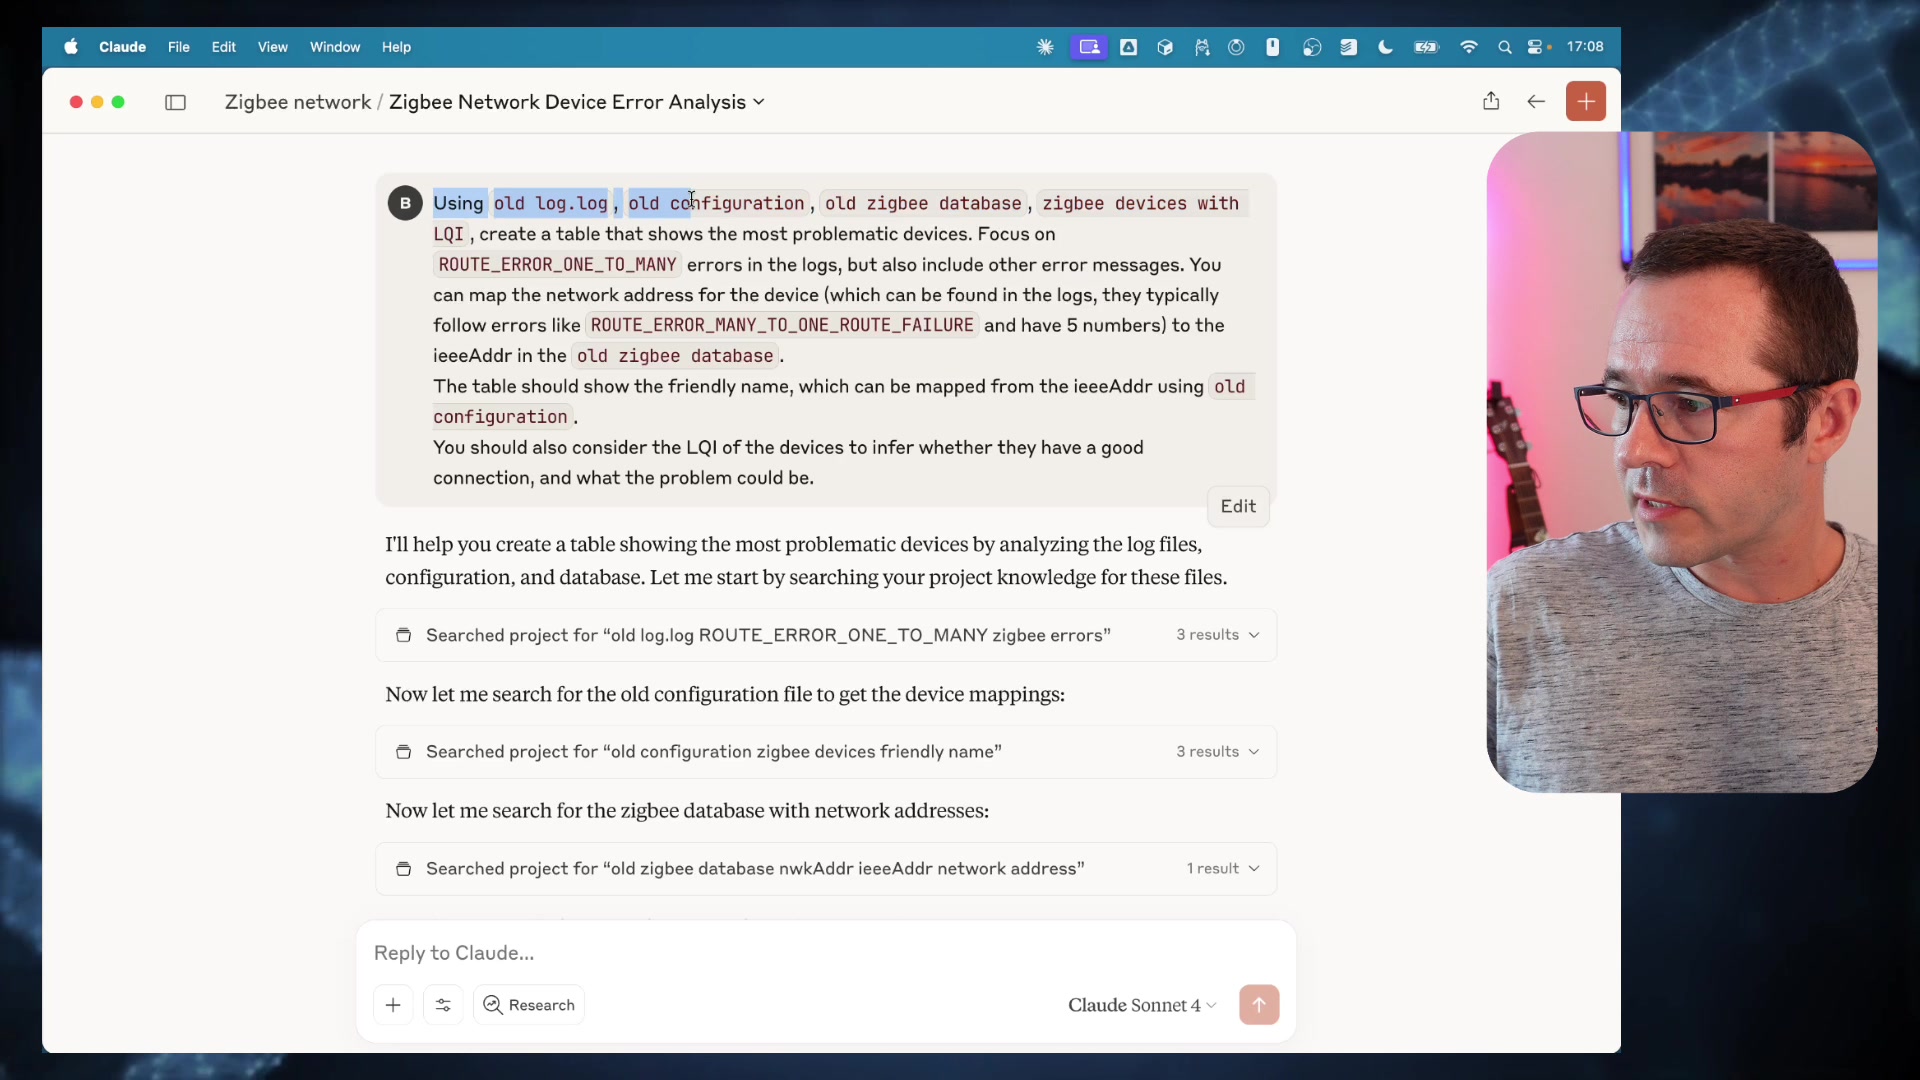 Claude File Edit View Window Help 17:08
Zigbee network / Zigbee Network Device Error Analysis
B
Using old log.log, old configuration, old zigbee database, zigbee devices with
LQI, create a table that shows the most problematic devices. Focus on
ROUTE_ERROR_ONE_TO_MANY errors in the logs, but also include other error messages. You
can map the network address for the device (which can be found in the logs, they typically
follow errors like ROUTE_ERROR_MANY_TO_ONE_ROUTE_FAILURE and have 5 numbers) to the
ieeeAddr in the old zigbee database.
The table should show the friendly name, which can be mapped from the ieeeAddr using old
configuration.
You should also consider the LQI of the devices to infer whether they have a good
connection, and what the problem could be.
Edit
I'll help you create a table showing the most problematic devices by analyzing the log files,
configuration, and database. Let me start by searching your project knowledge for these files.
Searched project for “old log.log ROUTE_ERROR_ONE_TO_MANY zigbee errors” 3 results
Now let me search for the old configuration file to get the device mappings:
Searched project for “old configuration zigbee devices friendly name” 3 results
Now let me search for the zigbee database with network addresses:
Searched project for “old zigbee database nwkAddr ieeeAddr network address” 1 result
Reply to Claude...
Research
Claude Sonnet 4